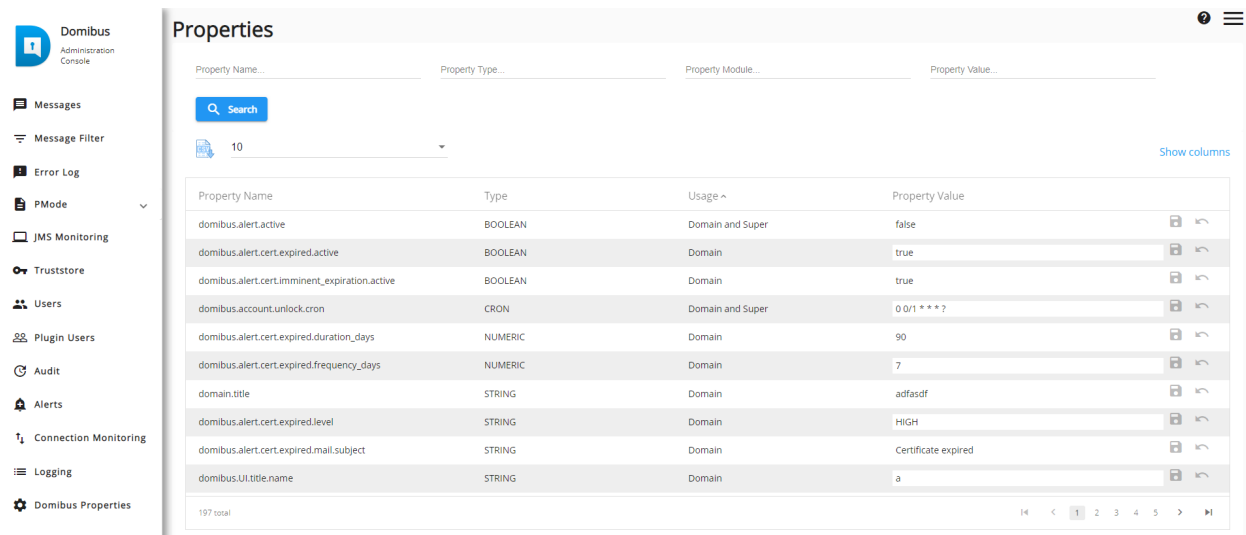 Domibus
Administration
Console
Messages
Message Filter
Error Log
PMode
JMS Monitoring
Truststore
Users
Plugin Users
Audit
Alerts
Connection Monitoring
Logging
Domibus Properties
Properties
Property Name... Property Type... Property Module... Property Value...
Search
10
Show columns
Property Name Type Usage Property Value
domibus.alert.active BOOLEAN Domain and Super false
domibus.alert.cert.expired.active BOOLEAN Domain true
domibus.alert.cert.imminent_expiration.active BOOLEAN Domain true
domibus.account.unlock.cron CRON Domain and Super 0 0/1 * * * ?
domibus.alert.cert.expired.duration_days NUMERIC Domain 90
domibus.alert.cert.expired.frequency_days NUMERIC Domain 7
domain.title STRING Domain adfasdf
domibus.alert.cert.expired.level STRING Domain HIGH
domibus.alert.cert.expired.mail.subject STRING Domain Certificate expired
domibus.UI.title.name STRING Domain a
197 total 1 2 3 4 5